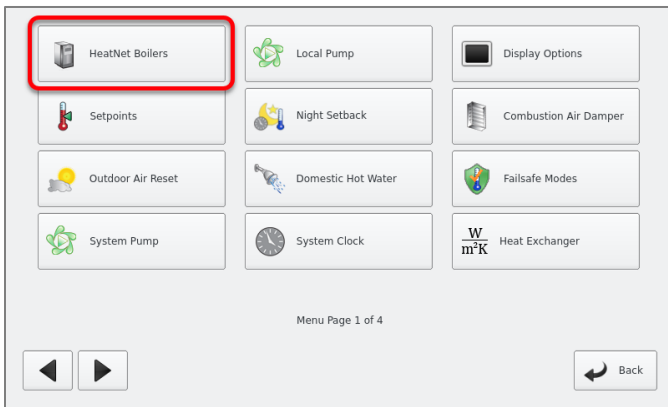 HeatNet Boilers
Local Pump
Display Options
Setpoints
Night Setback
Combustion Air Damper
Outdoor Air Reset
Domestic Hot Water
Failsafe Modes
System Pump
System Clock
W
m²K
Heat Exchanger
Menu Page 1 of 4
Back